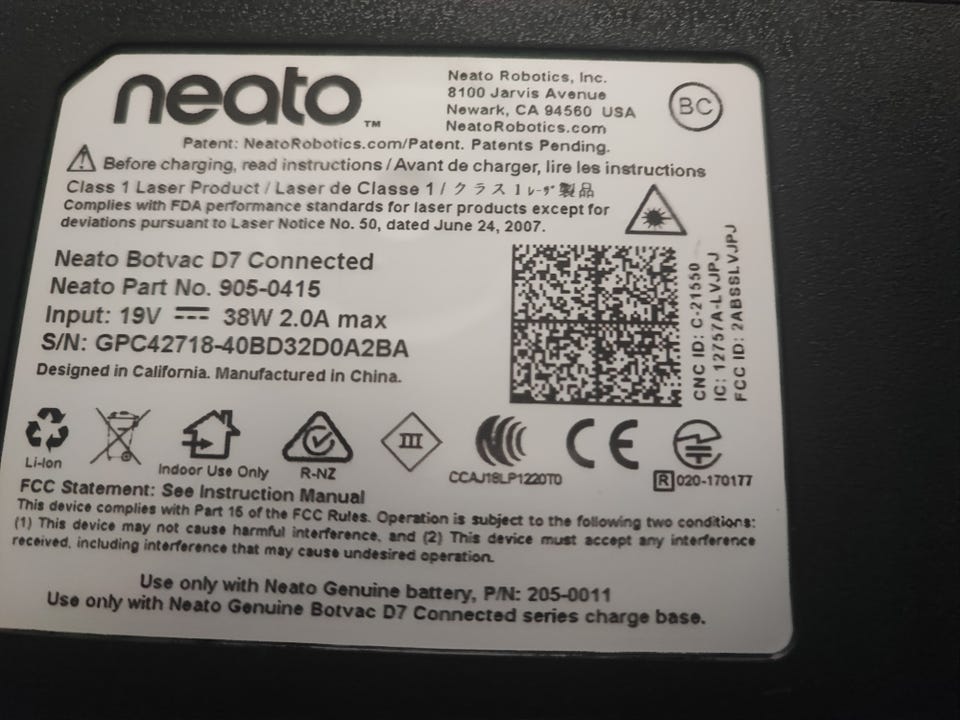 neato™
Neato Robotics, Inc.
8100 Jarvis Avenue
Newark, CA 94560 USA
NeatoRobotics.com
BC
Patent: NeatoRobotics.com/Patent. Patents Pending.
Before charging, read instructions / Avant de charger, lire les instructions
Class 1 Laser Product / Laser de Classe 1 / クラス 1 レーザ製品
Complies with FDA performance standards for laser products except for
deviations pursuant to Laser Notice No. 50, dated June 24, 2007.
Neato Botvac D7 Connected
Neato Part No. 905-0415
Input: 19V ⎓ 38W 2.0A max
S/N: GPC42718-40BD32D0A2BA
Designed in California. Manufactured in China.
CNC ID: C-21550
IC: 12757A-LVJPJ
FCC ID: 2ABSSLVJPJ
Li-Ion
Indoor Use Only
R-NZ
III
CCAJ18LP1220T0
CE
R 020-170177
FCC Statement: See Instruction Manual
This device complies with Part 15 of the FCC Rules. Operation is subject to the following two conditions:
(1) This device may not cause harmful interference, and (2) This device must accept any interference
received, including interference that may cause undesired operation.
Use only with Neato Genuine battery, P/N: 205-0011
Use only with Neato Genuine Botvac D7 Connected series charge base.